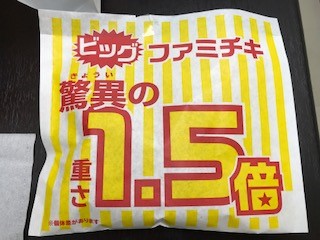 ビッグ ファミチキ
きょうい
驚異の
重さ1.5倍
※個体差があります